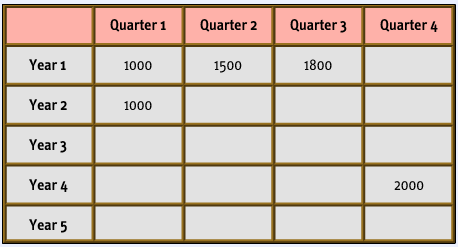 Quarter 1 Quarter 2 Quarter 3 Quarter 4
Year 1 1000 1500 1800
Year 2 1000
Year 3
Year 4 2000
Year 5